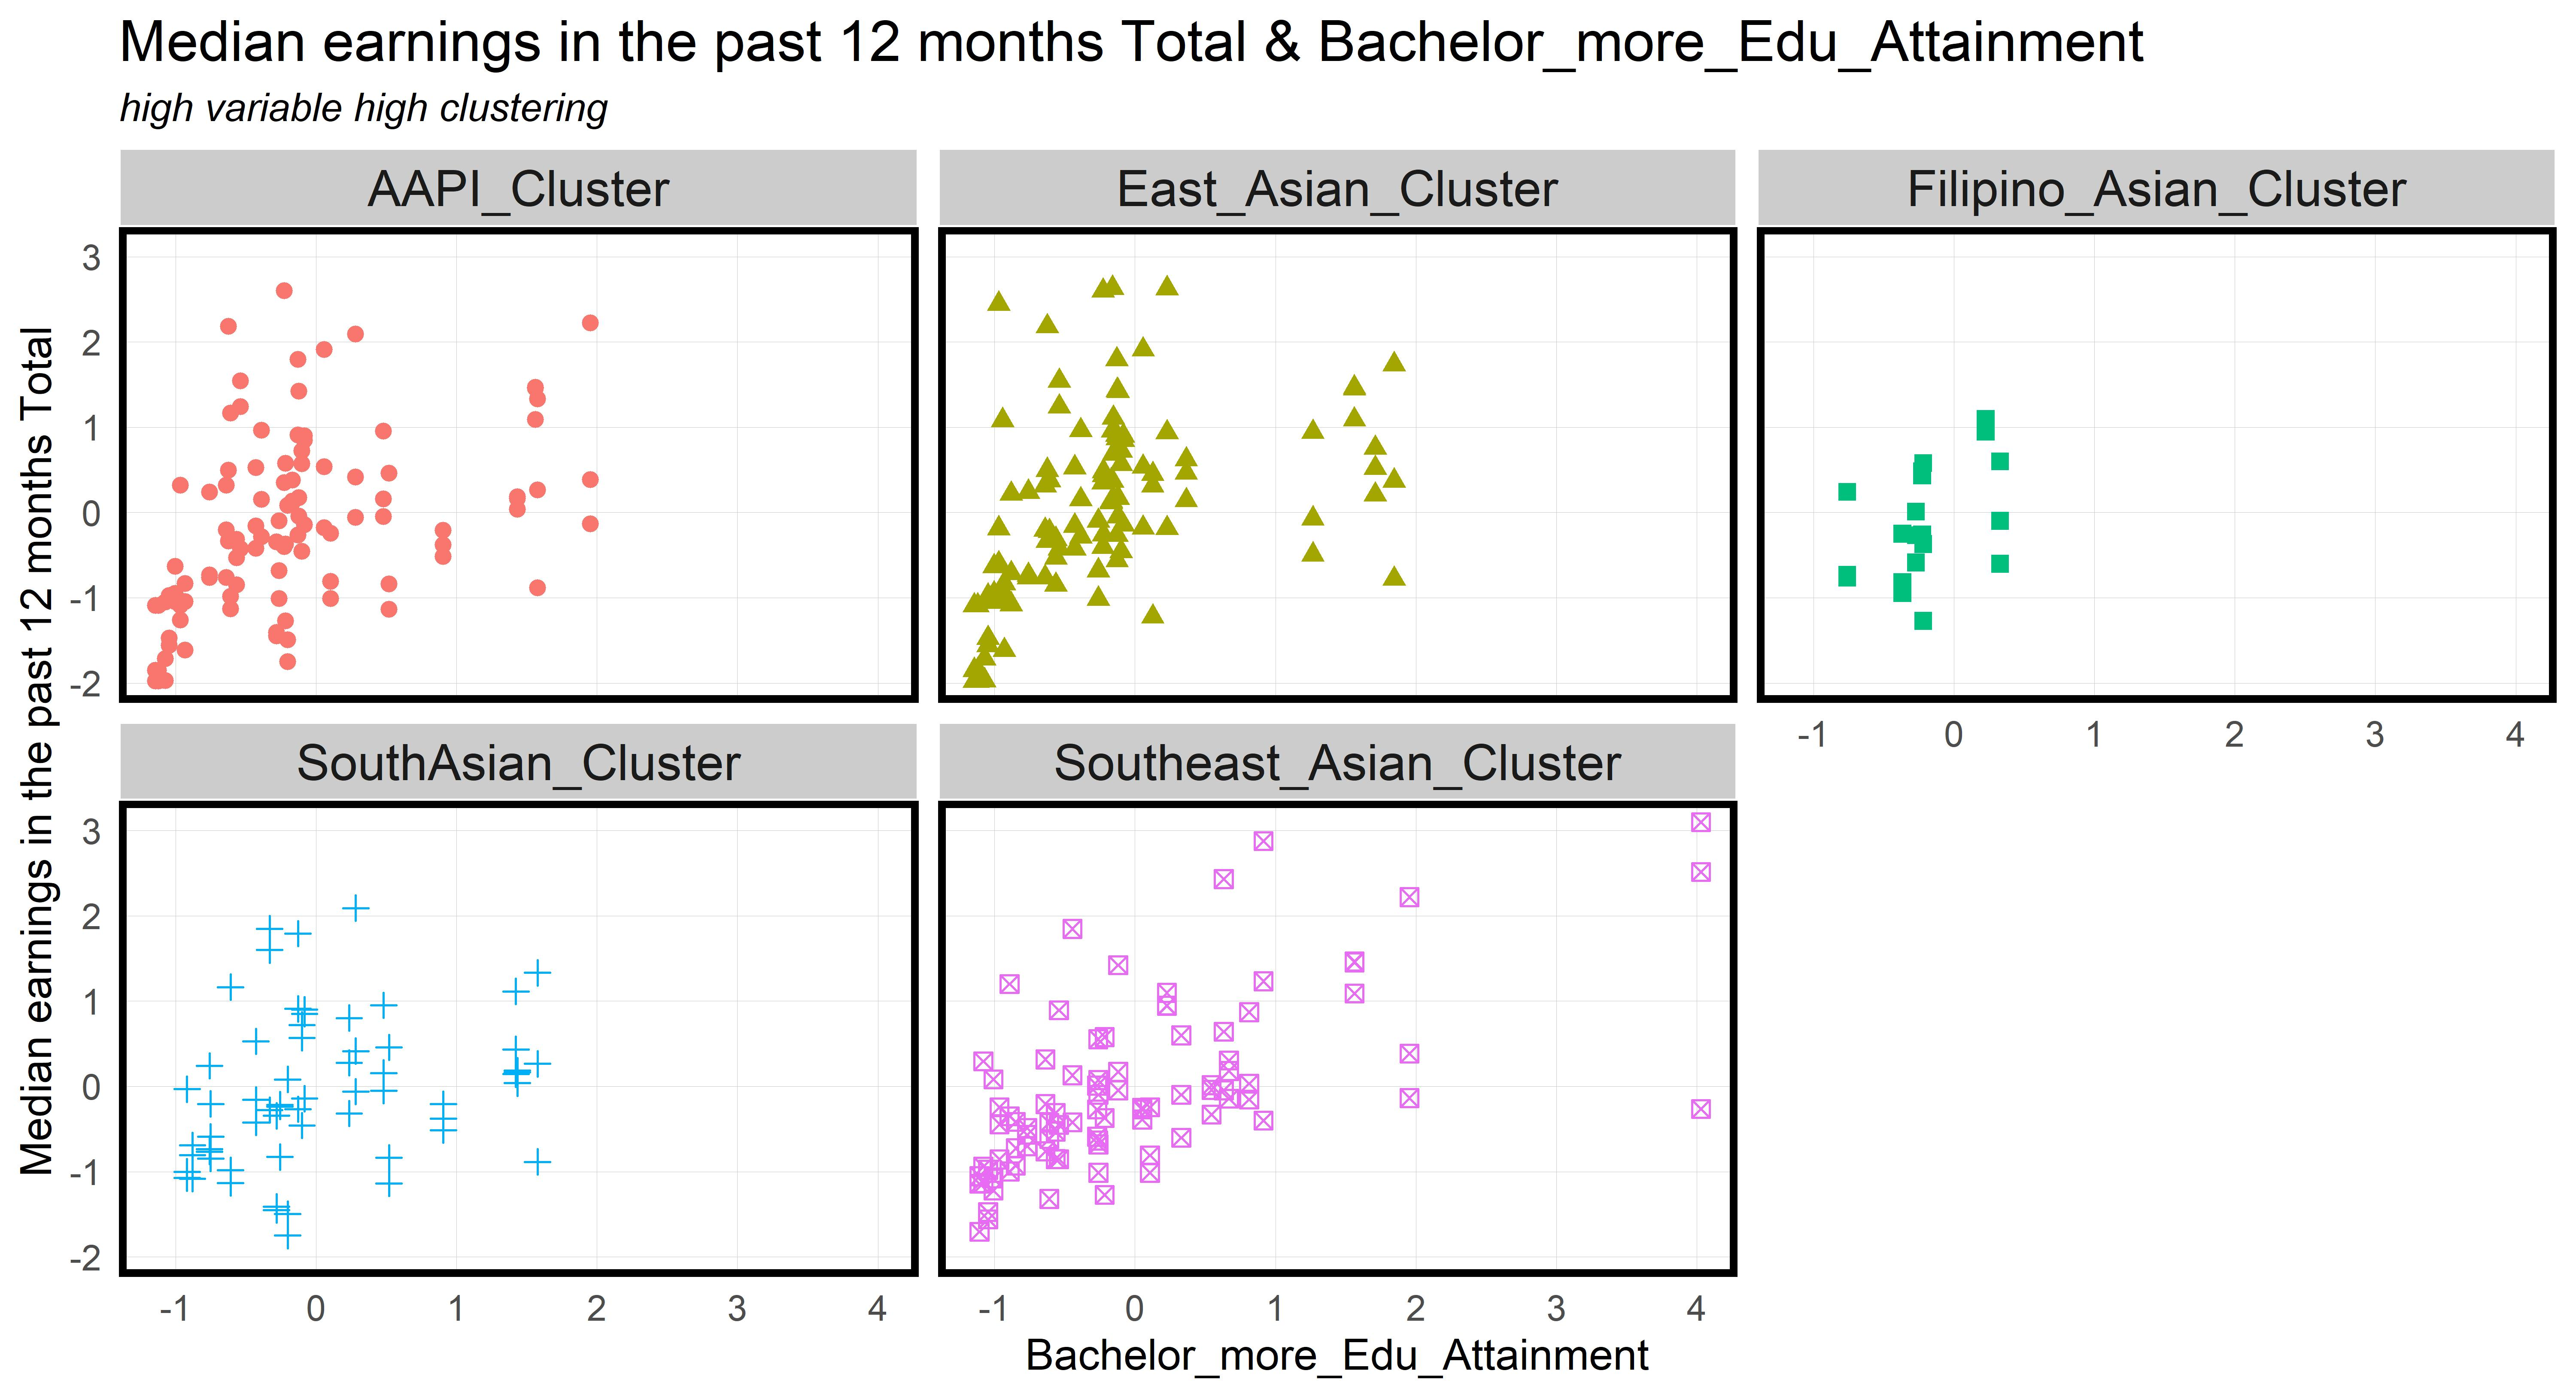 Median earnings in the past 12 months Total & Bachelor_more_Edu_Attainment
high variable high clustering
AAPI_Cluster
East_Asian_Cluster
Filipino_Asian_Cluster
Median earnings in the past 12 months Total
3
2
1
0
-1
-2
-1 0 1 2 3 4
SouthAsian_Cluster
Southeast_Asian_Cluster
3
2
1
0
-1
-2
-1 0 1 2 3 4
-1 0 1 2 3 4
Bachelor_more_Edu_Attainment